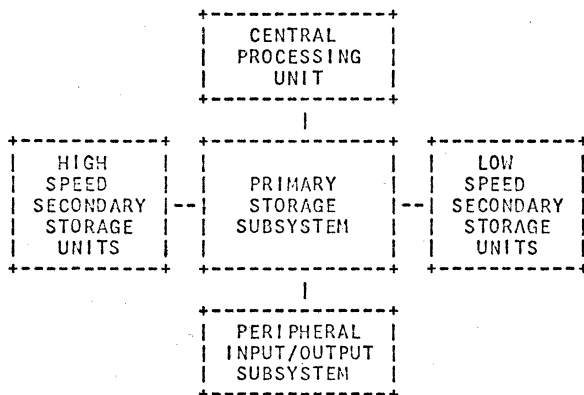 CENTRAL
PROCESSING
UNIT
HIGH
SPEED
SECONDARY
STORAGE
UNITS
PRIMARY
STORAGE
SUBSYSTEM
LOW
SPEED
SECONDARY
STORAGE
UNITS
PERIPHERAL
INPUT/OUTPUT
SUBSYSTEM